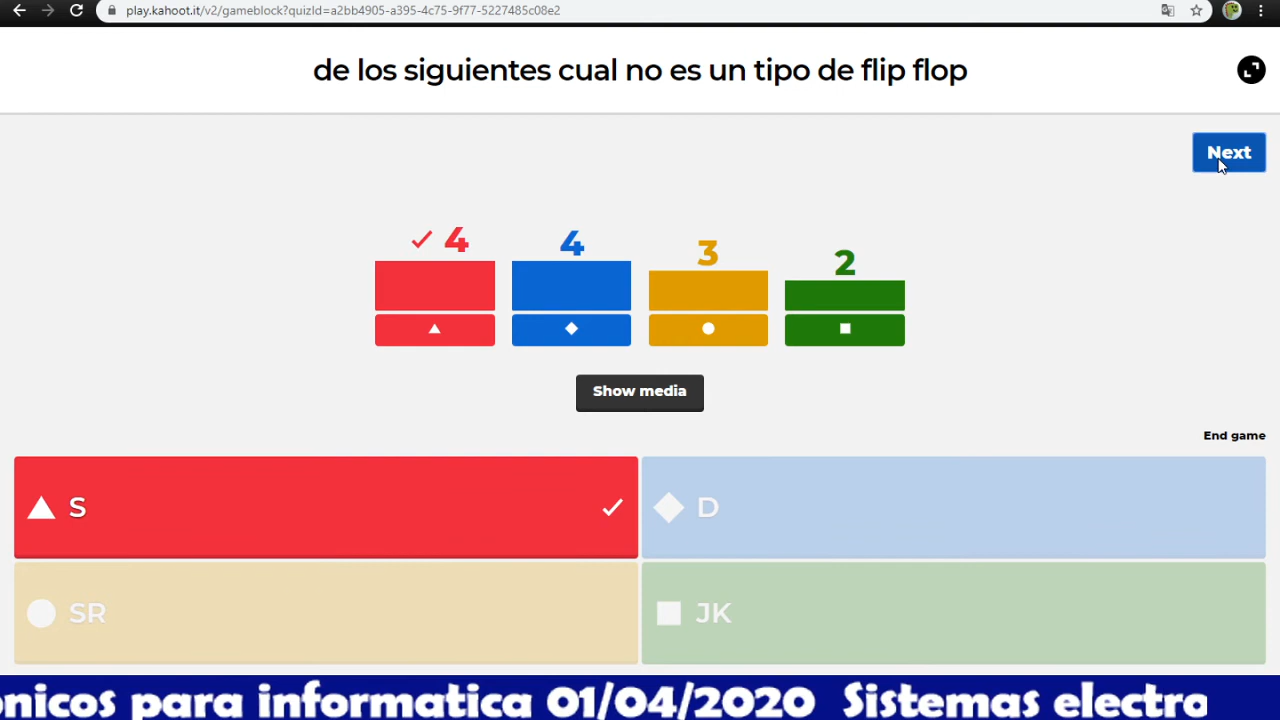 play.kahoot.it/v2/gameblock?quizId=a2bb4905-a395-4c75-9f77-5227485c08e2
de los siguientes cual no es un tipo de flip flop
Next
4 4 3 2
Show media
End game
S D
SR JK
onicos para informatica 01/04/2020 Sistemas electra